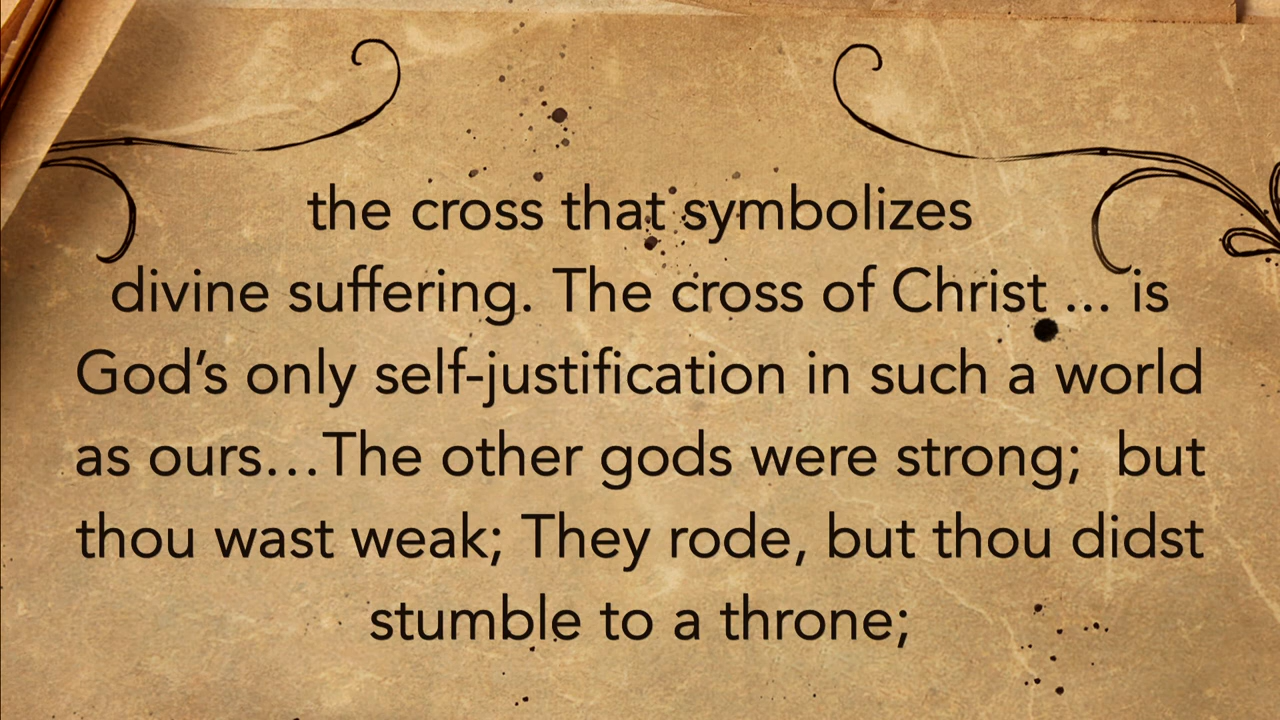 the cross that symbolizes
divine suffering. The cross of Christ ... is
God’s only self-justification in such a world
as ours…The other gods were strong;  but
thou wast weak; They rode, but thou didst
stumble to a throne;